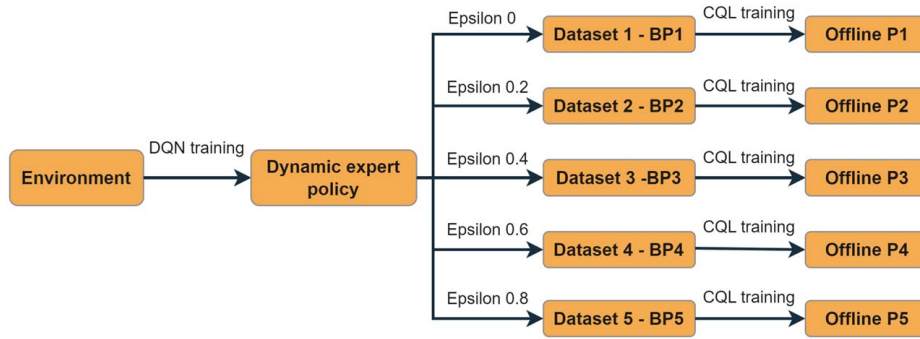 Environment
DQN training
Dynamic expert
policy
Epsilon 0
Dataset 1 - BP1
CQL training
Offline P1
Epsilon 0.2
Dataset 2 - BP2
CQL training
Offline P2
Epsilon 0.4
Dataset 3 -BP3
CQL training
Offline P3
Epsilon 0.6
Dataset 4 - BP4
CQL training
Offline P4
Epsilon 0.8
Dataset 5 - BP5
CQL training
Offline P5